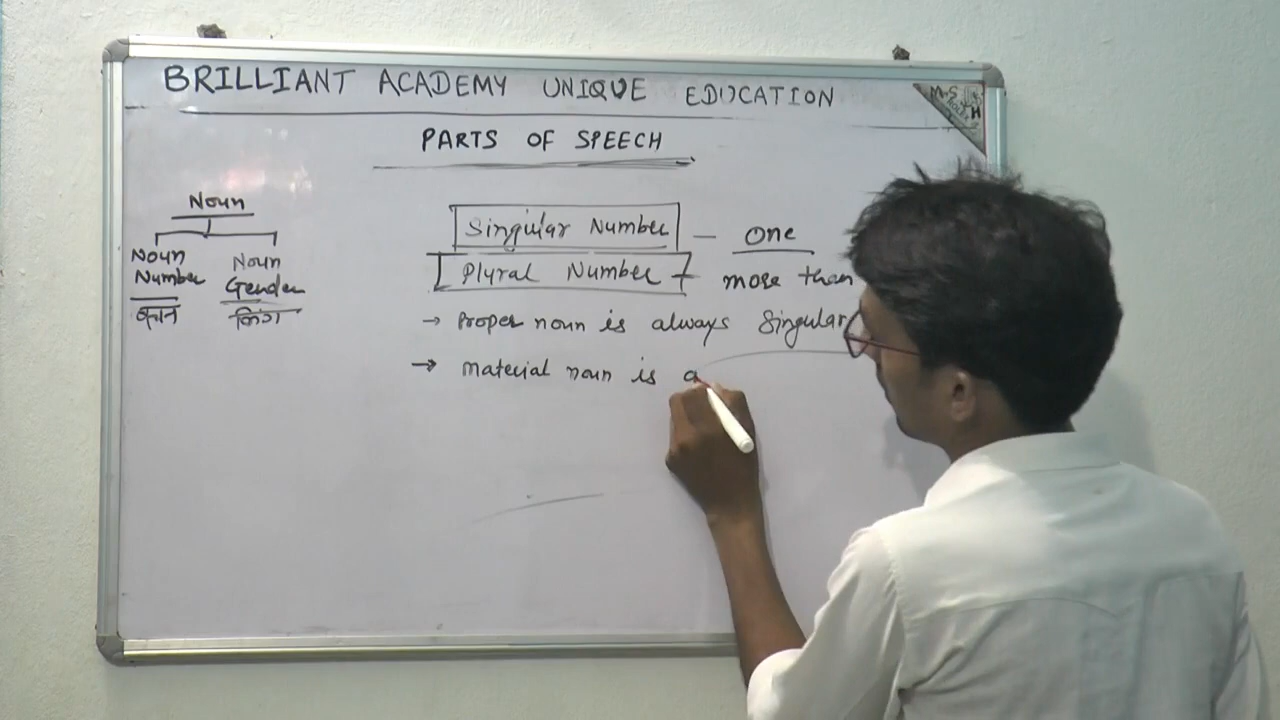 BRILLIANT ACADEMY UNIQUE EDUCATION
M-S
H
PARTS OF SPEECH
Noun
Noun
Number
Noun
Gender
लिंग
Singular Number — One
Plural Number — more than
→ Proper noun is always Singular
→ material noun is a